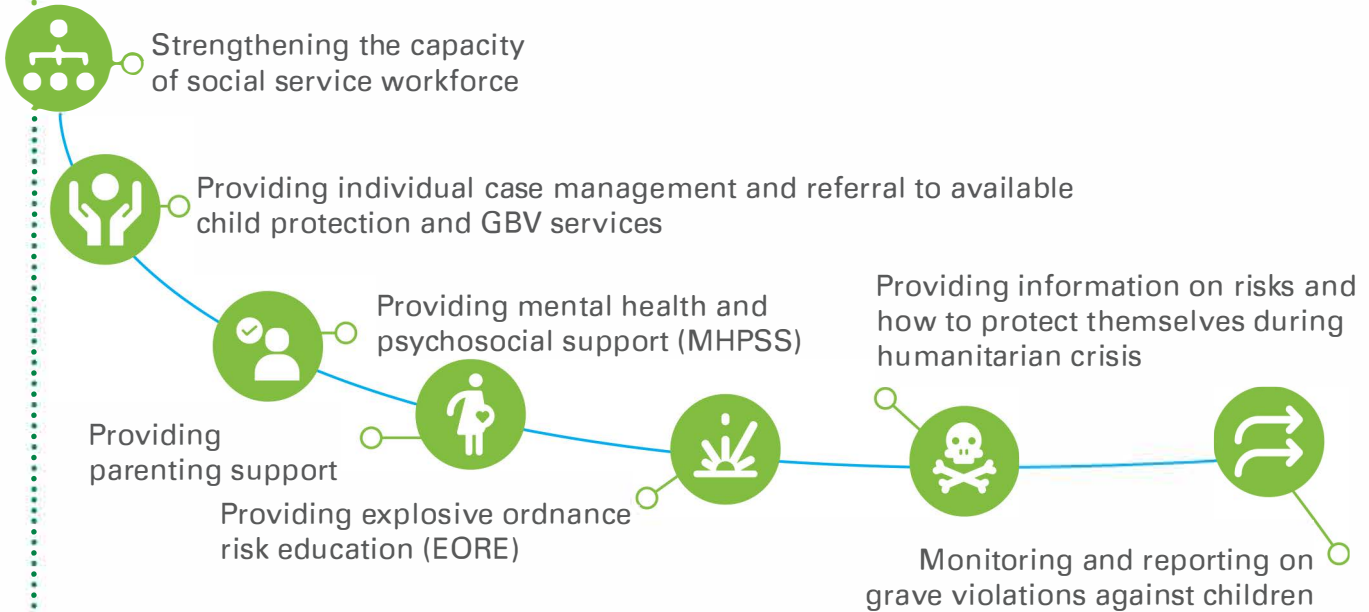 Strengthening the capacity
of social service workforce
Providing individual case management and referral to available
child protection and GBV services
Providing mental health and
psychosocial support (MHPSS)
Providing
parenting support
Providing explosive ordnance
risk education (EORE)
Providing information on risks and
how to protect themselves during
humanitarian crisis
Monitoring and reporting on
grave violations against children